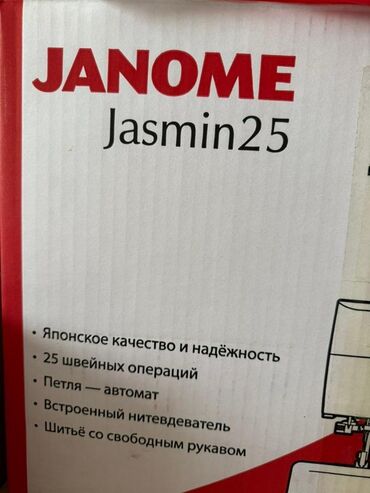 JANOME
Jasmin25
• Японское качество и надёжность
• 25 швейных операций
• Петля — автомат
• Встроенный нитевдеватель
• Шитьё со свободным рукавом